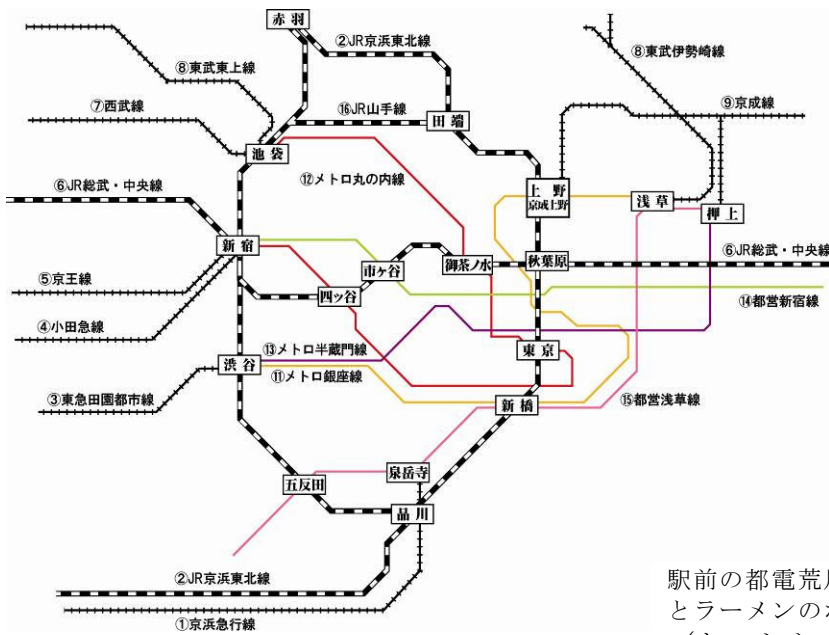 赤羽
②JR京浜東北線
⑧東武伊勢崎線
⑧東武東上線
⑦西武線
⑯JR山手線
田端
⑨京成線
池袋
⑫メトロ丸の内線
⑥JR総武・中央線
上野
京成上野
浅草
押上
新宿
市ヶ谷
御茶ノ水
秋葉原
⑥JR総武・中央線
⑤京王線
四ッ谷
⑭都営新宿線
④小田急線
⑬メトロ半蔵門線
東京
渋谷
⑪メトロ銀座線
③東急田園都市線
新橋
⑮都営浅草線
泉岳寺
五反田
品川
②JR京浜東北線
①京浜急行線
駅前の都電荒
とラーメンの